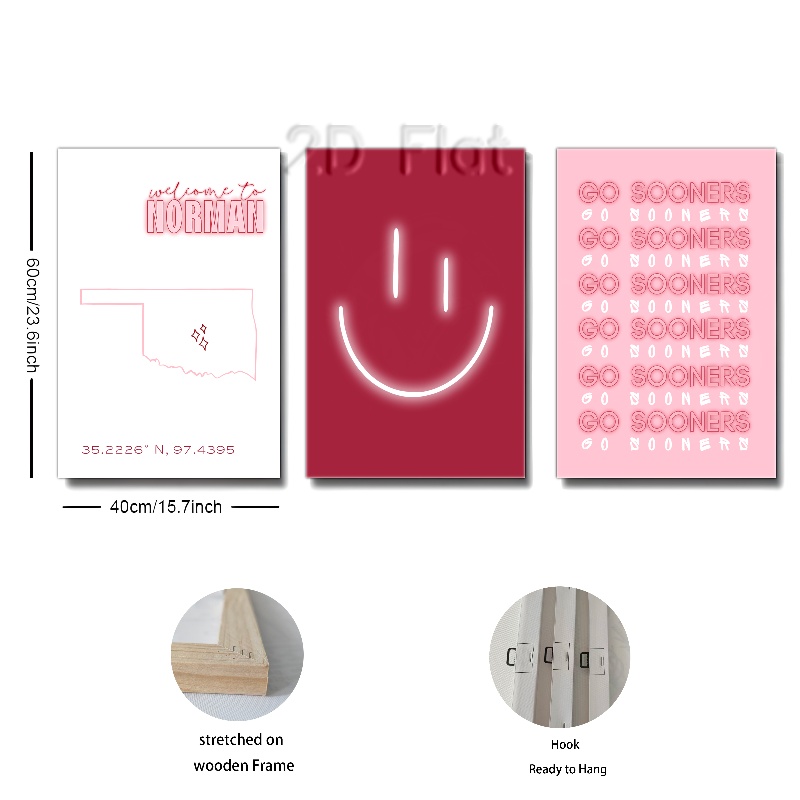 2D Flat
welcome to
NORMAN
35.2226° N, 97.4395
GO SOONERS
GO SOONERS
GO SOONERS
GO SOONERS
GO SOONERS
GO SOONERS
GO SOONERS
GO SOONERS
GO SOONERS
GO SOONERS
GO SOONERS
GO SOONERS
60cm/23.6inch
40cm/15.7inch
stretched on
wooden Frame
Hook
Ready to Hang